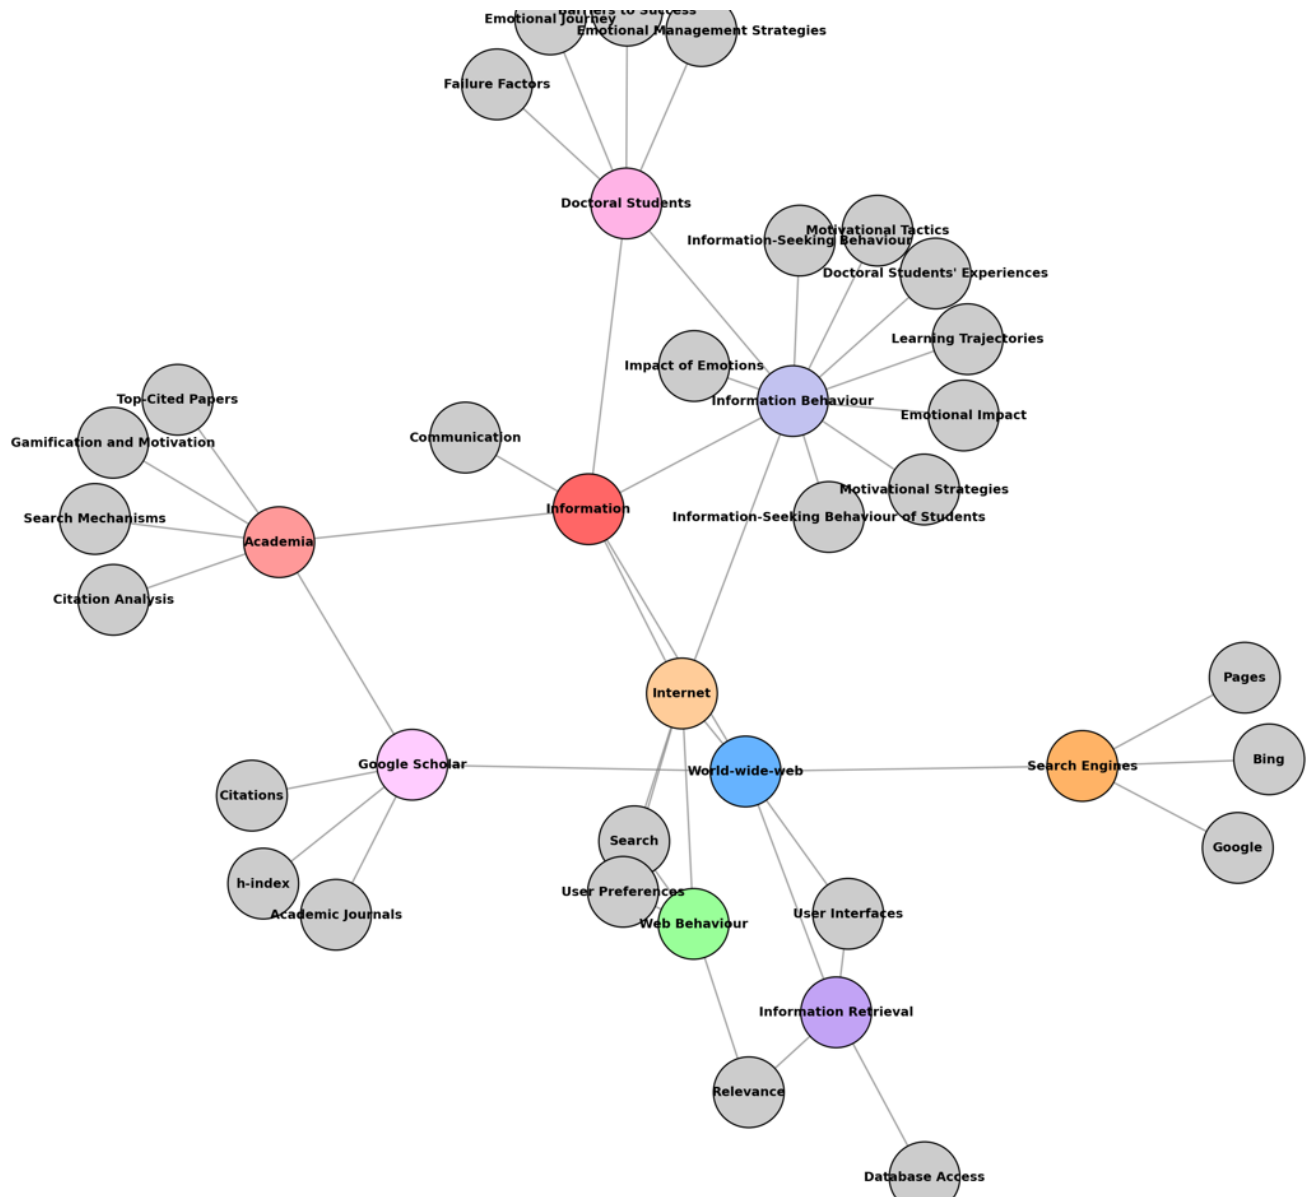 Barriers to Success
Emotional Journey
Emotional Management Strategies
Failure Factors
Doctoral Students
Motivational Tactics
Information-Seeking Behaviour
Doctoral Students' Experiences
Learning Trajectories
Impact of Emotions
Top-Cited Papers
Information Behaviour
Emotional Impact
Communication
Gamification and Motivation
Motivational Strategies
Information
Information-Seeking Behaviour of Students
Search Mechanisms
Academia
Citation Analysis
Pages
Internet
Bing
Google Scholar
World-wide-web
Search Engines
Citations
Search
Google
h-index
User Preferences
Academic Journals
User Interfaces
Web Behaviour
Information Retrieval
Relevance
Database Access